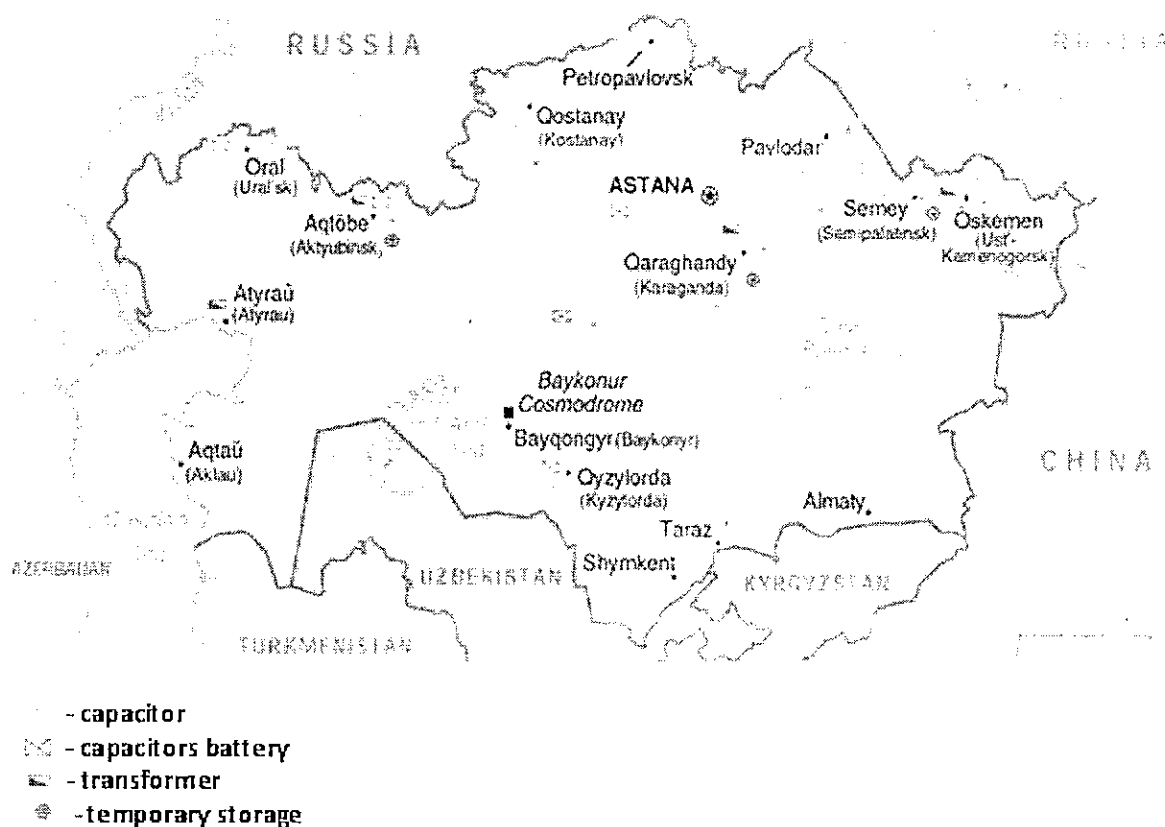 RUSSIA
RUSSIA
Petropavlovsk
Qostanay
(Kostanay)
Pavlodar
Oral
(Ural'sk)
ASTANA
Aqtöbe
(Aktyubinsk)
Semey
(Semipalatinsk)
Öskemen
(Ust'-
Kamenogorsk)
Qaraghandy
(Karaganda)
Atyraū
(Atyrau)
Baykonur
Cosmodrome
Bayqongyr (Baykonyr)
Aqtaū
(Aktau)
CHINA
Qyzylorda
(Kyzylorda)
Almaty
Taraz
AZERBAIJAN
UZBEKISTAN
Shymkent
KYRGYZSTAN
TURKMENISTAN
- capacitor
- capacitors battery
- transformer
- temporary storage